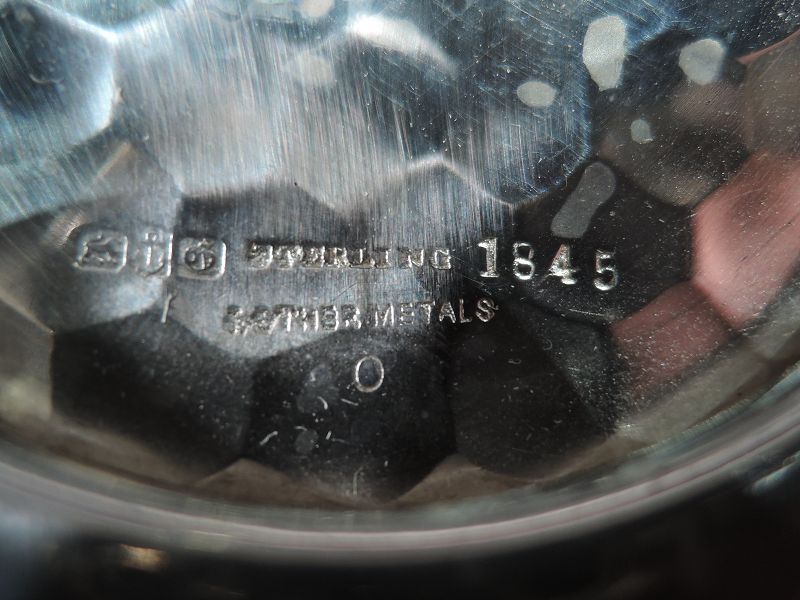 STERLING 1845
& OTHER METALS
0